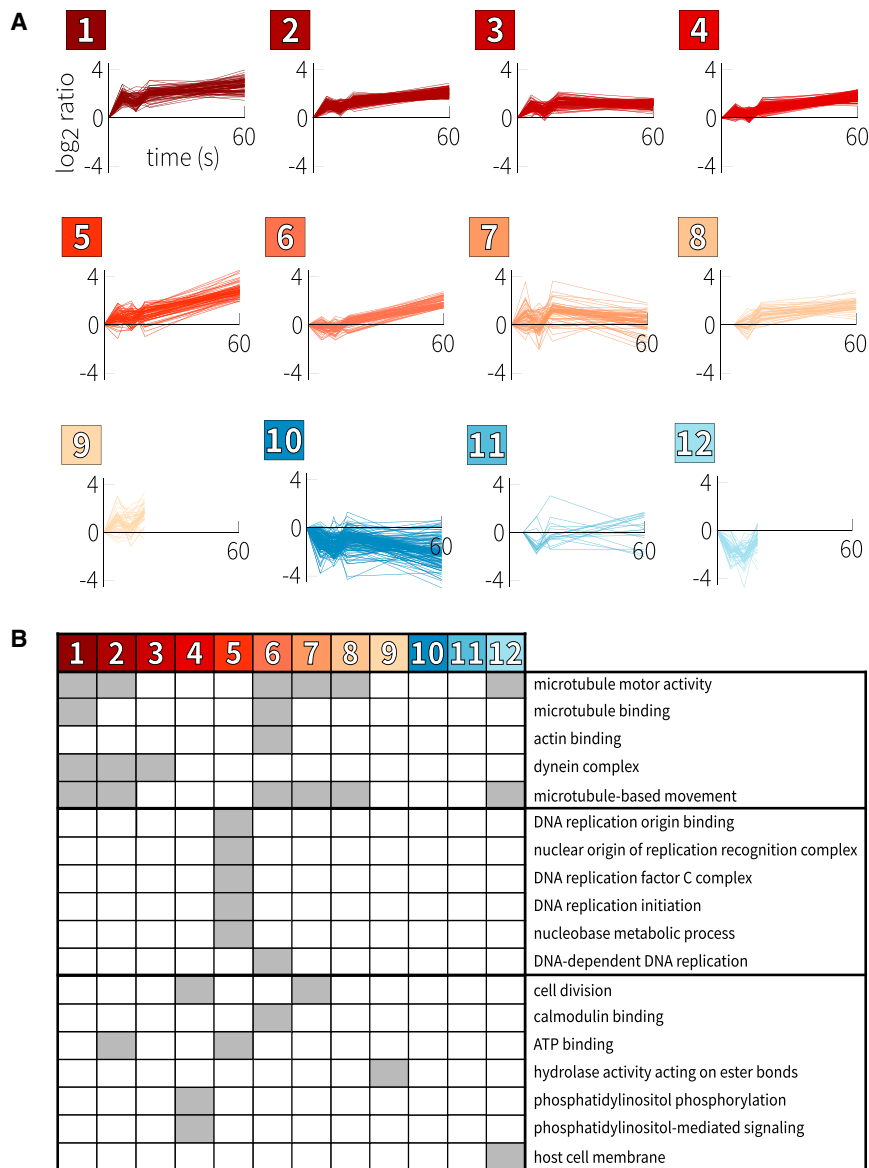 A
1 2 3 4
4 4 4 4
log2 ratio
0 0 0 0
60 60 60 60
time (s)
-4 -4 -4 -4
5 6 7 8
4 4 4 4
0 0 0 0
60 60 60 60
-4 -4 -4 -4
9 10 11 12
4 4 4 4
0 0 0 0
60 60 60 60
-4 -4 -4 -4
B
1 2 3 4 5 6 7 8 9 10 11 12
microtubule motor activity
microtubule binding
actin binding
dynein complex
microtubule-based movement
DNA replication origin binding
nuclear origin of replication recognition complex
DNA replication factor C complex
DNA replication initiation
nucleobase metabolic process
DNA-dependent DNA replication
cell division
calmodulin binding
ATP binding
hydrolase activity acting on ester bonds
phosphatidylinositol phosphorylation
phosphatidylinositol-mediated signaling
host cell membrane